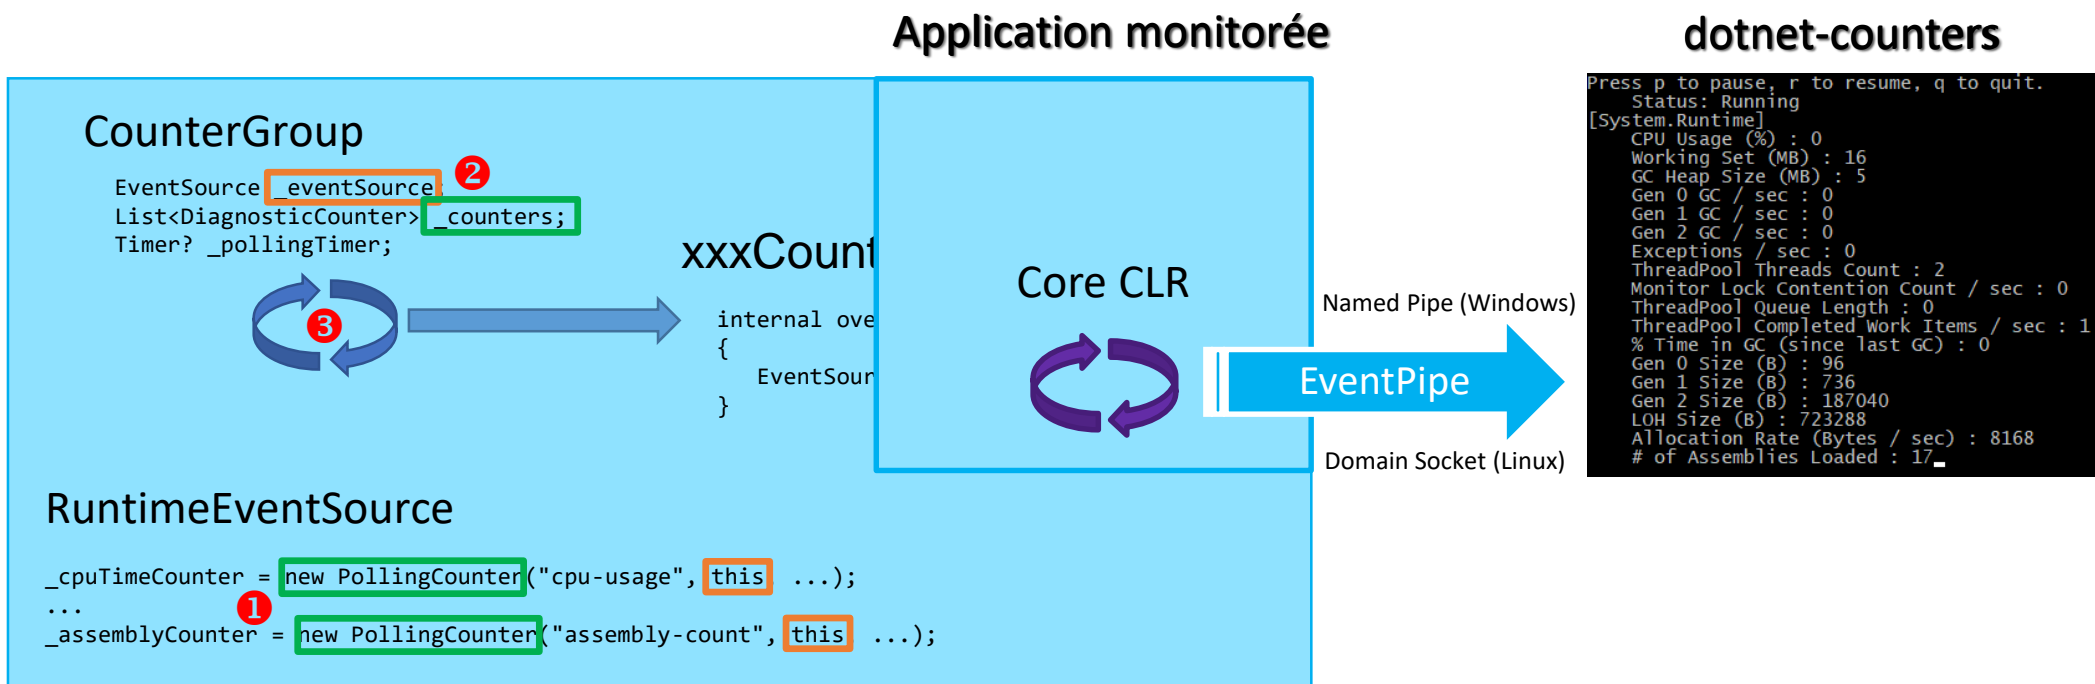 Application monitorée
dotnet-counters
CounterGroup
EventSource _eventSource;
List<DiagnosticCounter> _counters;
Timer? _pollingTimer;
2
3
xxxCount
internal ove
{
EventSour
}
Core CLR
Named Pipe (Windows)
EventPipe
Domain Socket (Linux)
Press p to pause, r to resume, q to quit.
Status: Running
[System.Runtime]
CPU Usage (%) : 0
Working Set (MB) : 16
GC Heap Size (MB) : 5
Gen 0 GC / sec : 0
Gen 1 GC / sec : 0
Gen 2 GC / sec : 0
Exceptions / sec : 0
ThreadPool Threads Count : 2
Monitor Lock Contention Count / sec : 0
ThreadPool Queue Length : 0
ThreadPool Completed Work Items / sec : 1
% Time in GC (since last GC) : 0
Gen 0 Size (B) : 96
Gen 1 Size (B) : 736
Gen 2 Size (B) : 187040
LOH Size (B) : 723288
Allocation Rate (Bytes / sec) : 8168
# of Assemblies Loaded : 17
RuntimeEventSource
_cpuTimeCounter = new PollingCounter("cpu-usage", this, ...);
...
1
_assemblyCounter = new PollingCounter("assembly-count", this, ...);